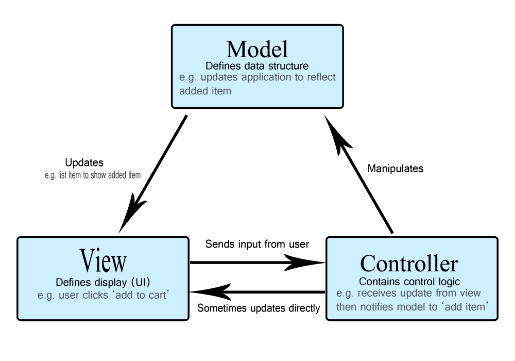 Model
Defines data structure
e.g. updates application to reflect
added item
Updates
e.g. list item to show added item
Manipulates
View
Defines display (UI)
e.g. user clicks 'add to cart'
Sends input from user
Sometimes updates directly
Controller
Contains control logic
e.g. receives update from view
then notifies model to 'add item'